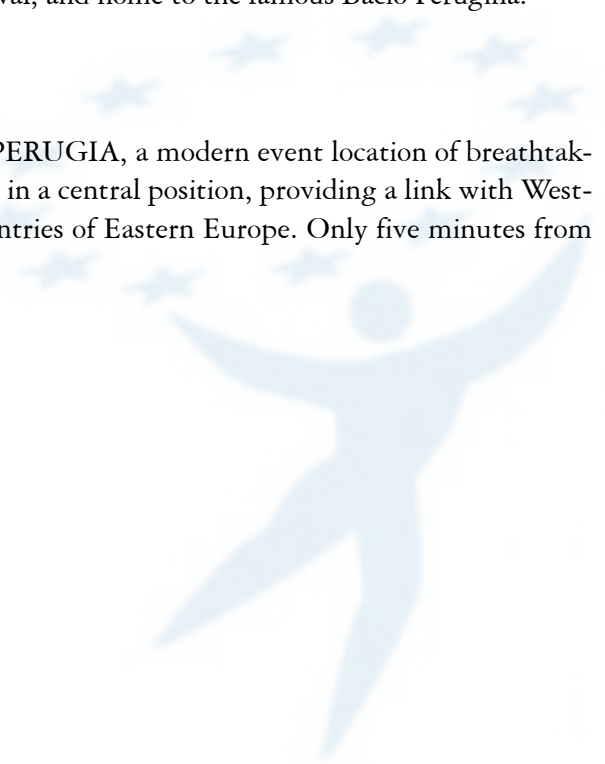 and home to the famous Bacio Perugina.
PERUGIA, a modern event location of breathtak-
in a central position, providing a link with West-
ntries of Eastern Europe. Only five minutes from